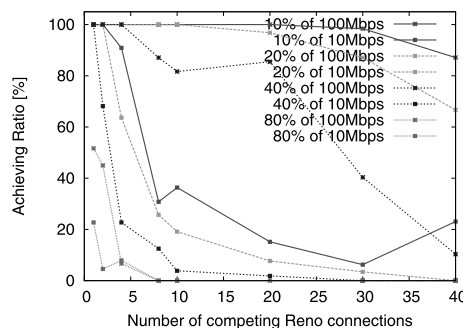 100
80
60
40
20
0
Achieving Ratio [%]
10% of 100Mbps
10% of 10Mbps
20% of 100Mbps
20% of 10Mbps
40% of 100Mbps
40% of 10Mbps
80% of 100Mbps
80% of 10Mbps
0 5 10 15 20 25 30 35 40
Number of competing Reno connections